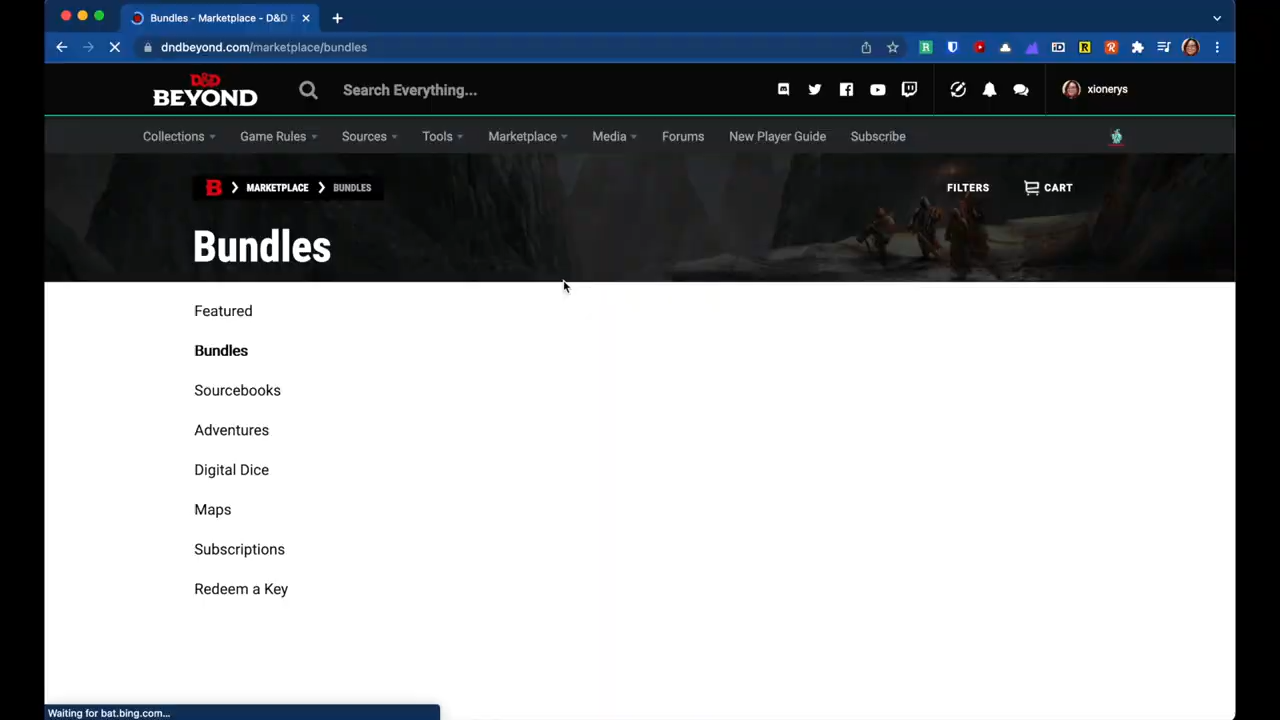 Bundles - Marketplace - D&D
dndbeyond.com/marketplace/bundles
D&D BEYOND
Search Everything...
xionerys
Collections Game Rules Sources Tools Marketplace Media Forums New Player Guide Subscribe
B MARKETPLACE BUNDLES
FILTERS CART
Bundles
Featured
Bundles
Sourcebooks
Adventures
Digital Dice
Maps
Subscriptions
Redeem a Key
Waiting for bat.bing.com...